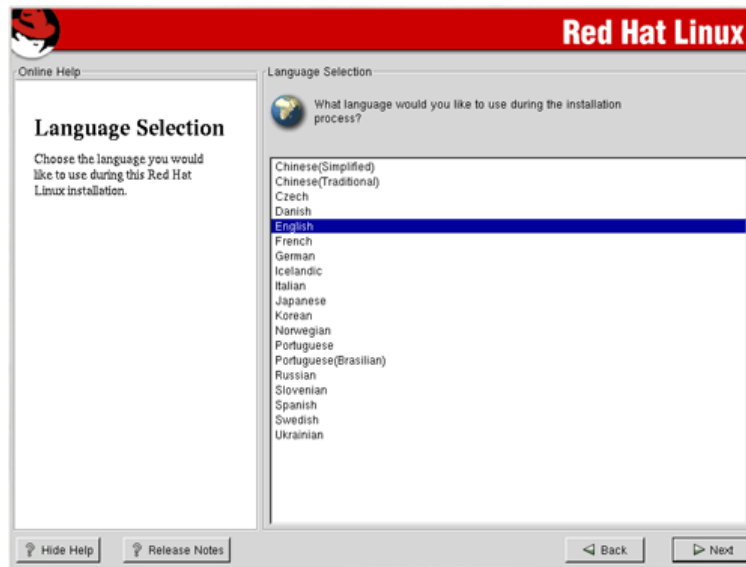 Red Hat Linux
Online Help
Language Selection
Choose the language you would
like to use during this Red Hat
Linux installation.
Language Selection
What language would you like to use during the installation
process?
Chinese(Simplified)
Chinese(Traditional)
Czech
Danish
English
French
German
Icelandic
Italian
Japanese
Korean
Norwegian
Portuguese
Portuguese(Brasilian)
Russian
Slovenian
Spanish
Swedish
Ukrainian
Hide Help
Release Notes
Back
Next